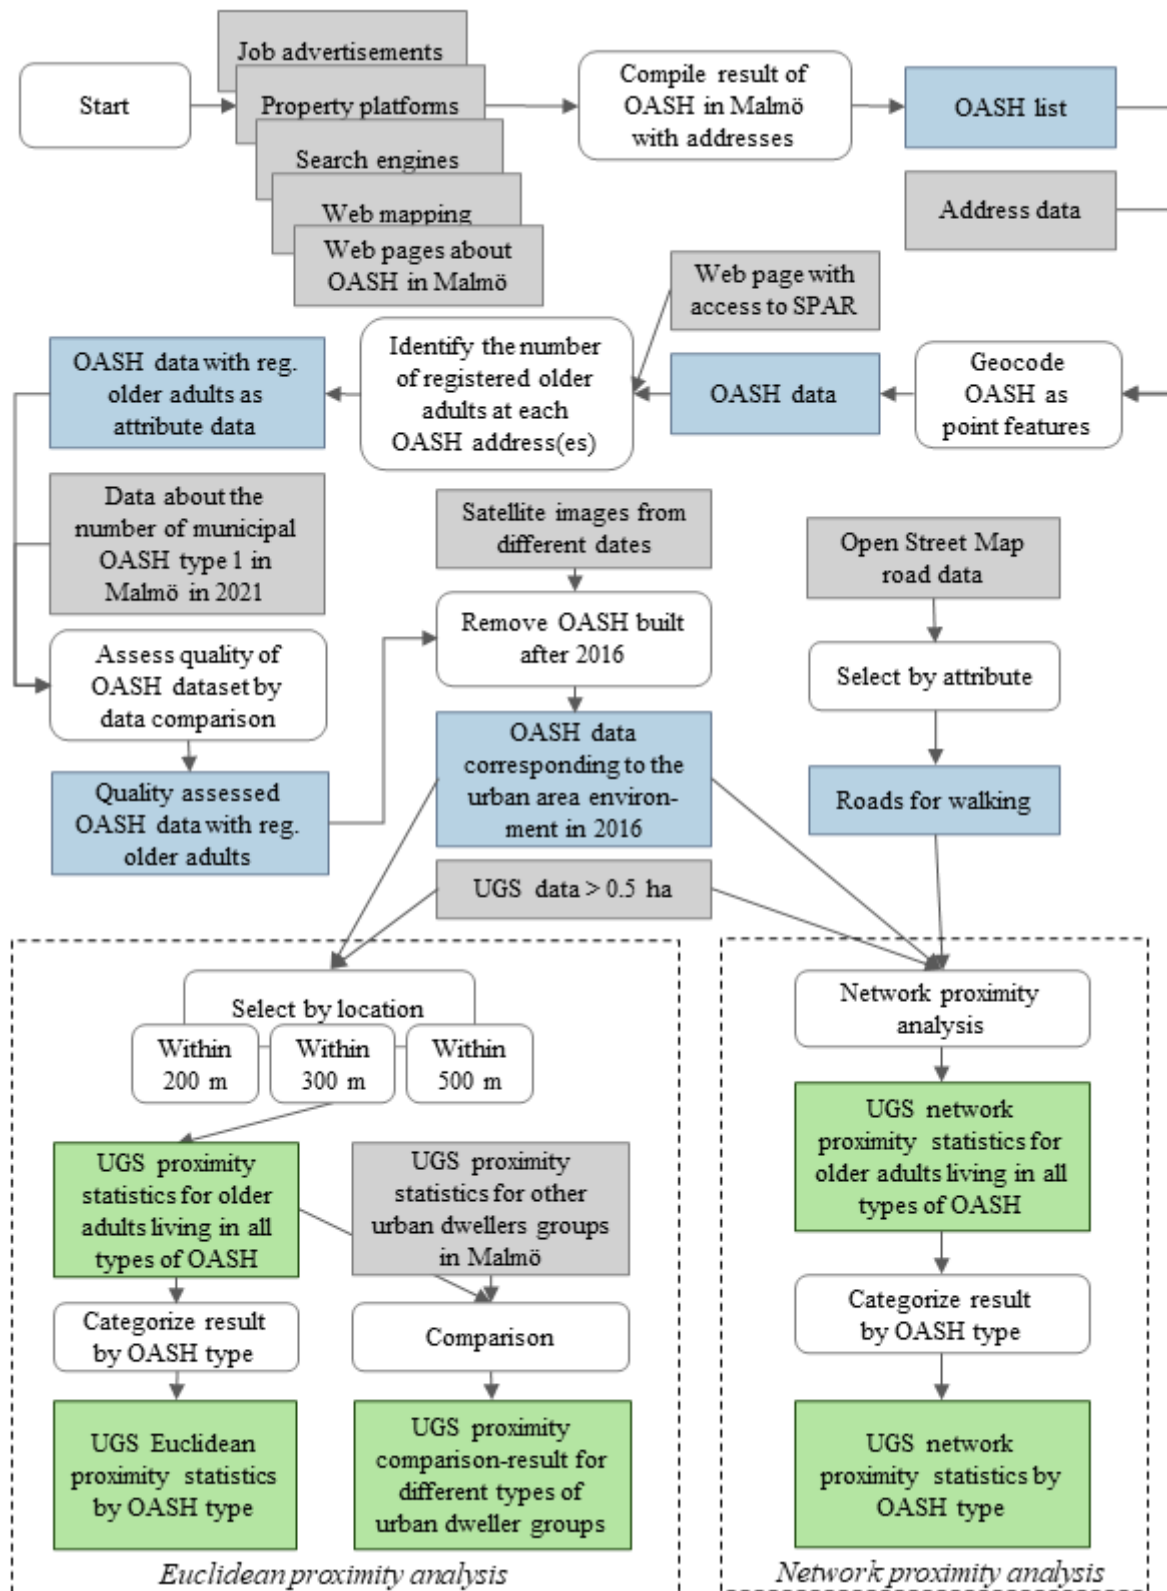 Start
Job advertisements
Property platforms
Search engines
Web mapping
Web pages about
OASH in Malmö
Compile result of
OASH in Malmö
with addresses
OASH list
Address data
Web page with
access to SPAR
Geocode
OASH as
point features
OASH data
Identify the number
of registered older
adults at each
OASH address(es)
OASH data with reg.
older adults as
attribute data
Data about the
number of municipal
OASH type 1 in
Malmö in 2021
Assess quality of
OASH dataset by
data comparison
Quality assessed
OASH data with reg.
older adults
Satellite images from
different dates
Remove OASH built
after 2016
OASH data
corresponding to the
urban area environ-
ment in 2016
UGS data > 0.5 ha
Open Street Map
road data
Select by attribute
Roads for walking
Select by location
Within
200 m
Within
300 m
Within
500 m
UGS proximity
statistics for older
adults living in all
types of OASH
UGS proximity
statistics for other
urban dwellers groups
in Malmö
Categorize result
by OASH type
Comparison
UGS Euclidean
proximity statistics
by OASH type
UGS proximity
comparison-result for
different types of
urban dweller groups
Euclidean proximity analysis
Network proximity
analysis
UGS network
proximity statistics for
older adults living in all
types of OASH
Categorize result
by OASH type
UGS network
proximity statistics by
OASH type
Network proximity analysis